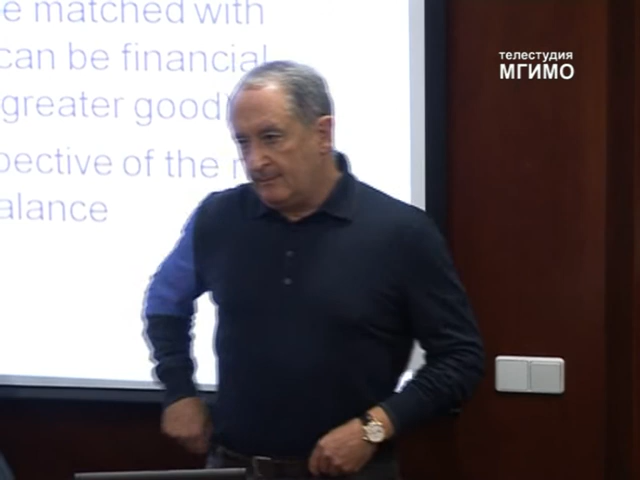 e matched with
can be financial
greater good
pective of the
alance
телестудия
МГИМО